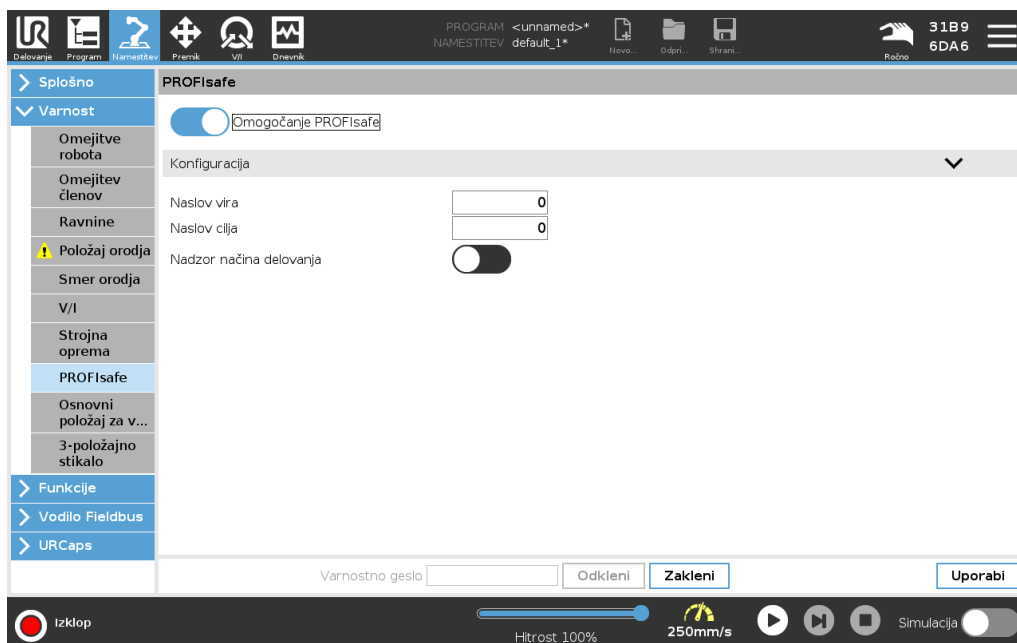 UR
PROGRAM <unnamed>*
NAMESTITEV default_1*
31B9
6DA6
Delovanje Program Namestitev Premik V/I Dnevnik Novo... Odpri... Shrani... Ročno
Splošno
PROFIsafe
Varnost
Omogočanje PROFIsafe
Omejitve
robota
Konfiguracija
Omejitev
členov
Naslov vira 0
Ravnine
Naslov cilja 0
Položaj orodja
Nadzor načina delovanja
Smer orodja
V/I
Strojna
oprema
PROFIsafe
Osnovni
položaj za v...
3-položajno
stikalo
Funkcije
Vodilo Fieldbus
URCaps
Varnostno geslo Odkleni Zakleni Uporabi
Izklop
Hitrost 100%
250mm/s
Simulacija